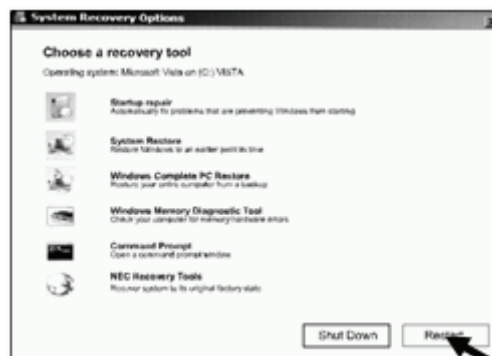 System Recovery Options
Choose a recovery tool
Operating system: Microsoft Vista on (C:) VISTA
Startup repair
Automatically fix problems that are preventing Windows from starting
System Restore
Restore Windows to an earlier point in time
Windows Complete PC Restore
Restore your entire computer from a backup
Windows Memory Diagnostic Tool
Check your computer for memory hardware errors
Command Prompt
Open a command prompt window
NEC Recovery Tools
Recover system to its original factory state
Shut Down
Restart